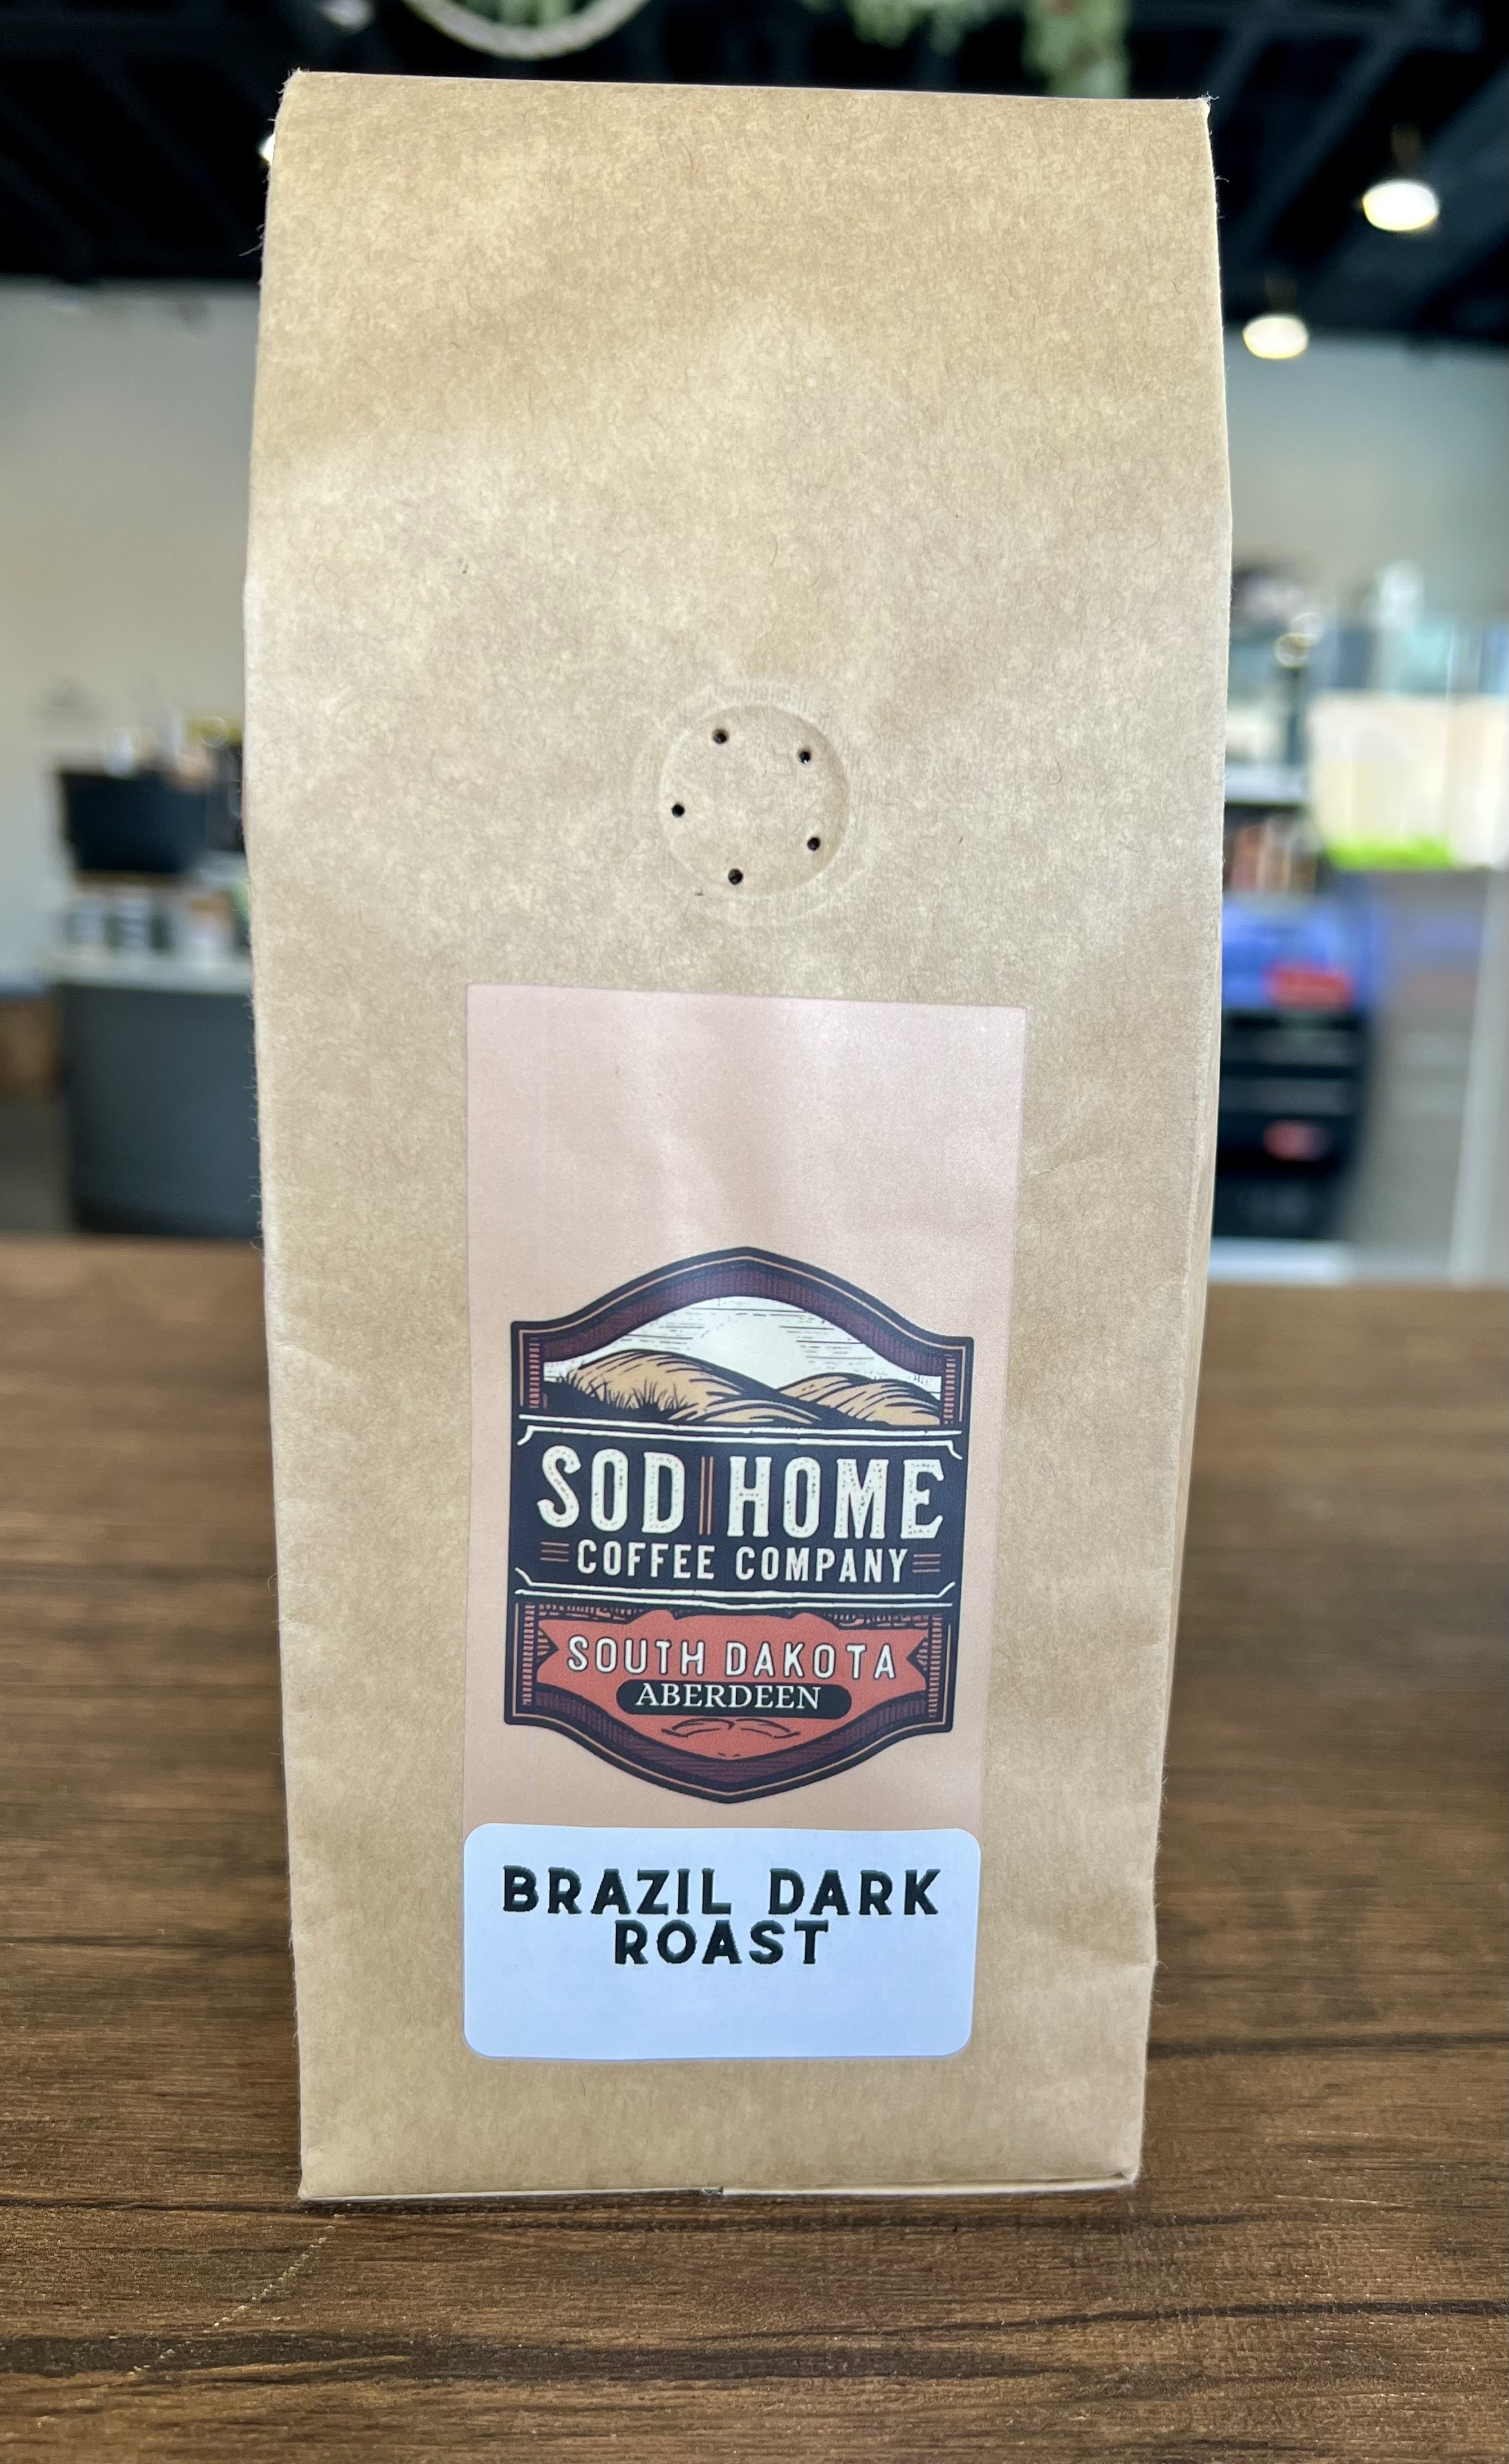 SOD HOME
COFFEE COMPANY
SOUTH DAKOTA
ABERDEEN
BRAZIL DARK
ROAST